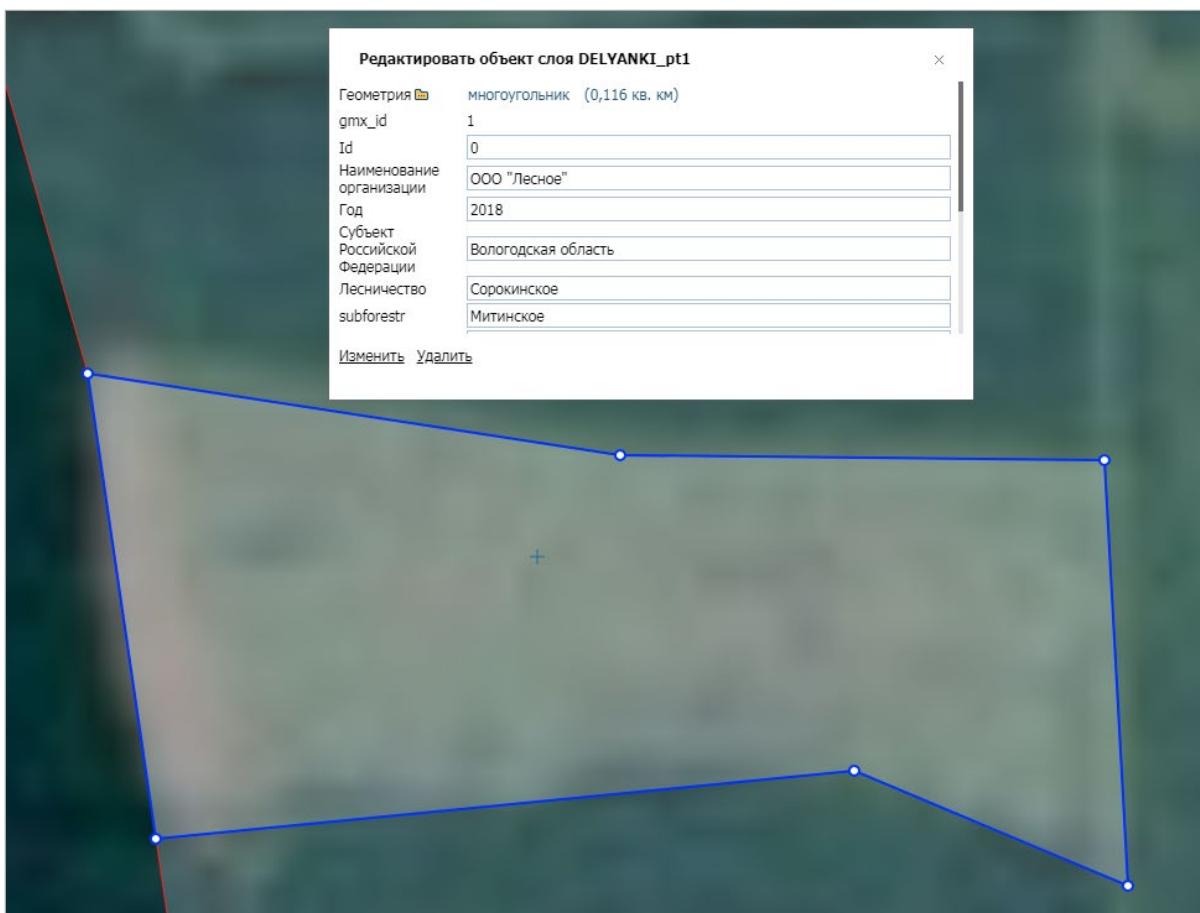 Редактировать объект слоя DELYANKI_pt1
Геометрия многоугольник (0,116 кв. км)
gmx_id 1
Id 0
Наименование
организации ООО "Лесное"
Год 2018
Субъект
Российской Вологодская область
Федерации
Лесничество Сорокинское
subforestr Митинское
Изменить Удалить